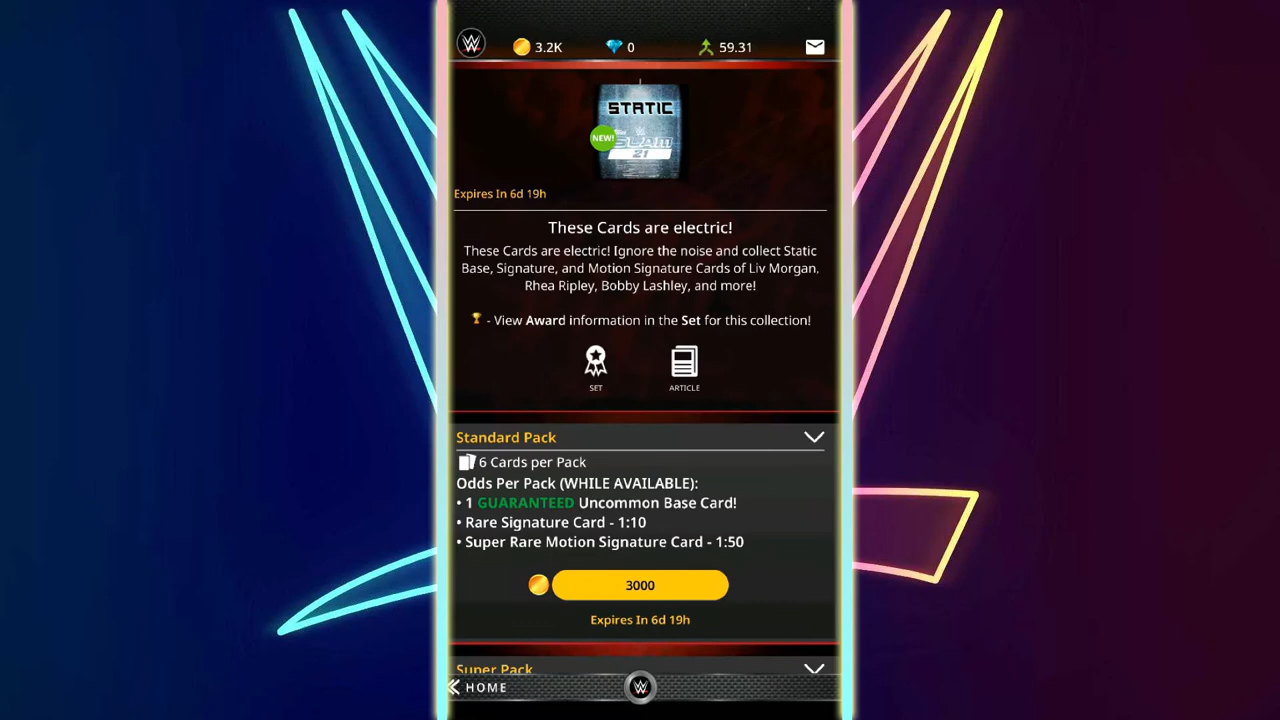 3.2K 0 59.31
STATIC
NEW!
SLAM
21
Expires In 6d 19h
These Cards are electric!
These Cards are electric! Ignore the noise and collect Static
Base, Signature, and Motion Signature Cards of Liv Morgan,
Rhea Ripley, Bobby Lashley, and more!
- View Award information in the Set for this collection!
SET ARTICLE
Standard Pack
6 Cards per Pack
Odds Per Pack (WHILE AVAILABLE):
• 1 GUARANTEED Uncommon Base Card!
• Rare Signature Card - 1:10
• Super Rare Motion Signature Card - 1:50
3000
Expires In 6d 19h
Super Pack
HOME